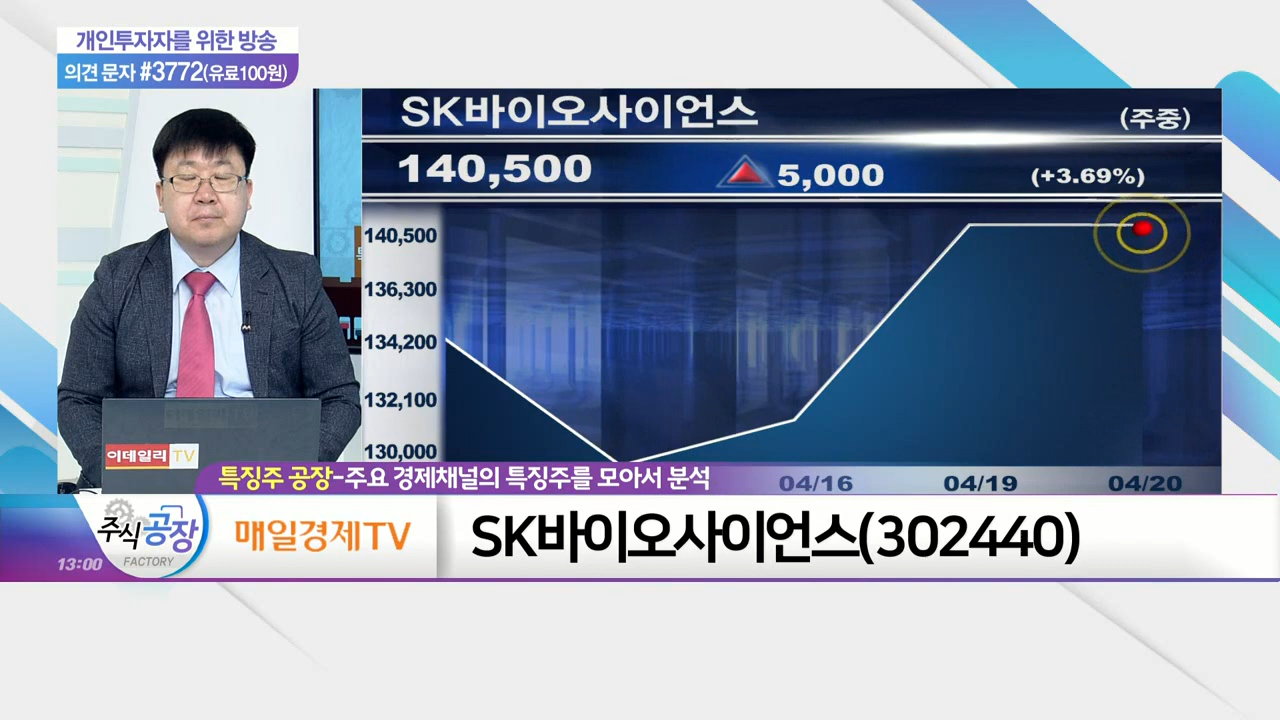 개인투자자를 위한 방송
의견 문자 #3772(유료100원)
SK바이오사이언스
(주중)
140,500
5,000
(+3.69%)
140,500
136,300
134,200
132,100
130,000
04/16
04/19
04/20
이데일리 TV
특징주 공장-주요 경제채널의 특징주를 모아서 분석
주식공장
FACTORY
13:00
매일경제TV
SK바이오사이언스(302440)